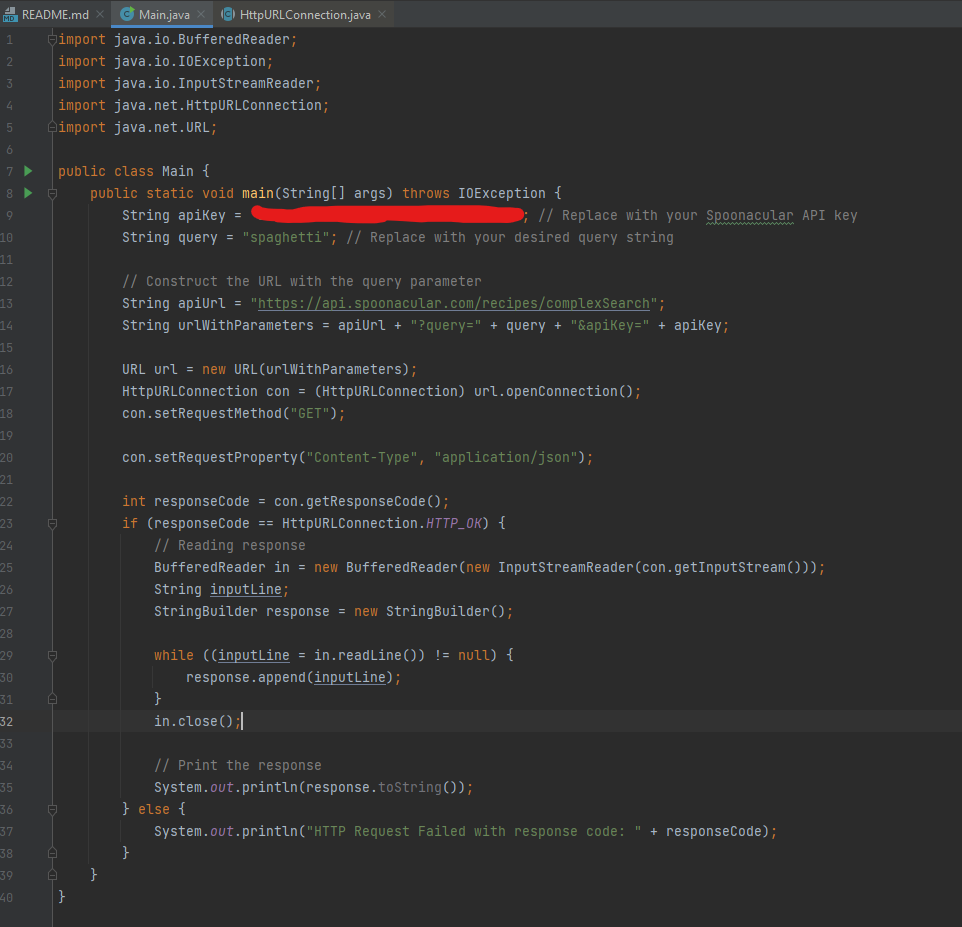 README.md Main.java HttpURLConnection.java
1 import java.io.BufferedReader;
2 import java.io.IOException;
3 import java.io.InputStreamReader;
4 import java.net.HttpURLConnection;
5 import java.net.URL;
6
7 public class Main {
8 public static void main(String[] args) throws IOException {
9 String apiKey = ; // Replace with your Spoonacular API key
10 String query = "spaghetti"; // Replace with your desired query string
11
12 // Construct the URL with the query parameter
13 String apiUrl = "https://api.spoonacular.com/recipes/complexSearch";
14 String urlWithParameters = apiUrl + "?query=" + query + "&apiKey=" + apiKey;
15
16 URL url = new URL(urlWithParameters);
17 HttpURLConnection con = (HttpURLConnection) url.openConnection();
18 con.setRequestMethod("GET");
19
20 con.setRequestProperty("Content-Type", "application/json");
21
22 int responseCode = con.getResponseCode();
23 if (responseCode == HttpURLConnection.HTTP_OK) {
24 // Reading response
25 BufferedReader in = new BufferedReader(new InputStreamReader(con.getInputStream()));
26 String inputLine;
27 StringBuilder response = new StringBuilder();
28
29 while ((inputLine = in.readLine()) != null) {
30 response.append(inputLine);
31 }
32 in.close();
33
34 // Print the response
35 System.out.println(response.toString());
36 } else {
37 System.out.println("HTTP Request Failed with response code: " + responseCode);
38 }
39 }
40 }